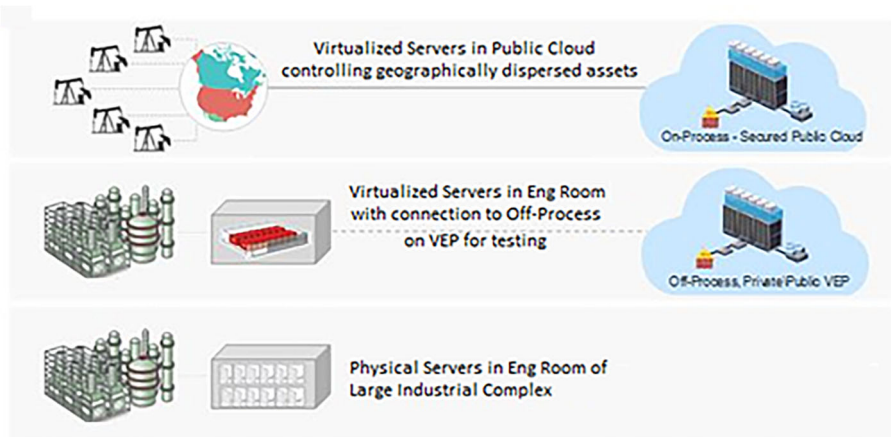 Virtualized Servers in Public Cloud
controlling geographically dispersed assets
On-Process - Secured Public Cloud
Virtualized Servers in Eng Room
with connection to Off-Process
on VEP for testing
Off-Process, Private\Public VEP
Physical Servers in Eng Room of
Large Industrial Complex